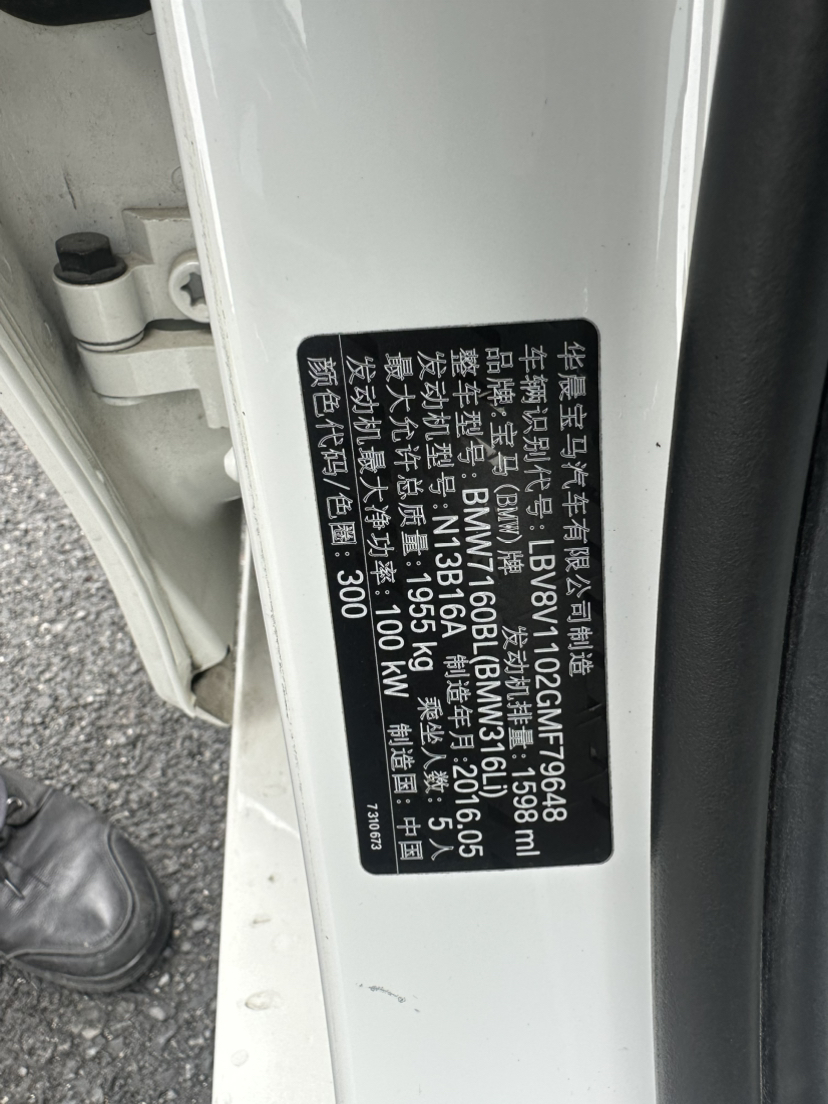 华晨宝马汽车有限公司制造
车辆识别代号: LBV8V1102GMF79648
品牌: 宝马(BMW)牌 发动机排量: 1598 ml
整车型号: BMW7160BL(BMW316Li)
发动机型号: N13B16A 制造年月: 2016.05
最大允许总质量: 1955 kg 乘坐人数: 5 人
发动机最大净功率: 100 kW 制造国: 中国
颜色代码/色圈: 300
7310673